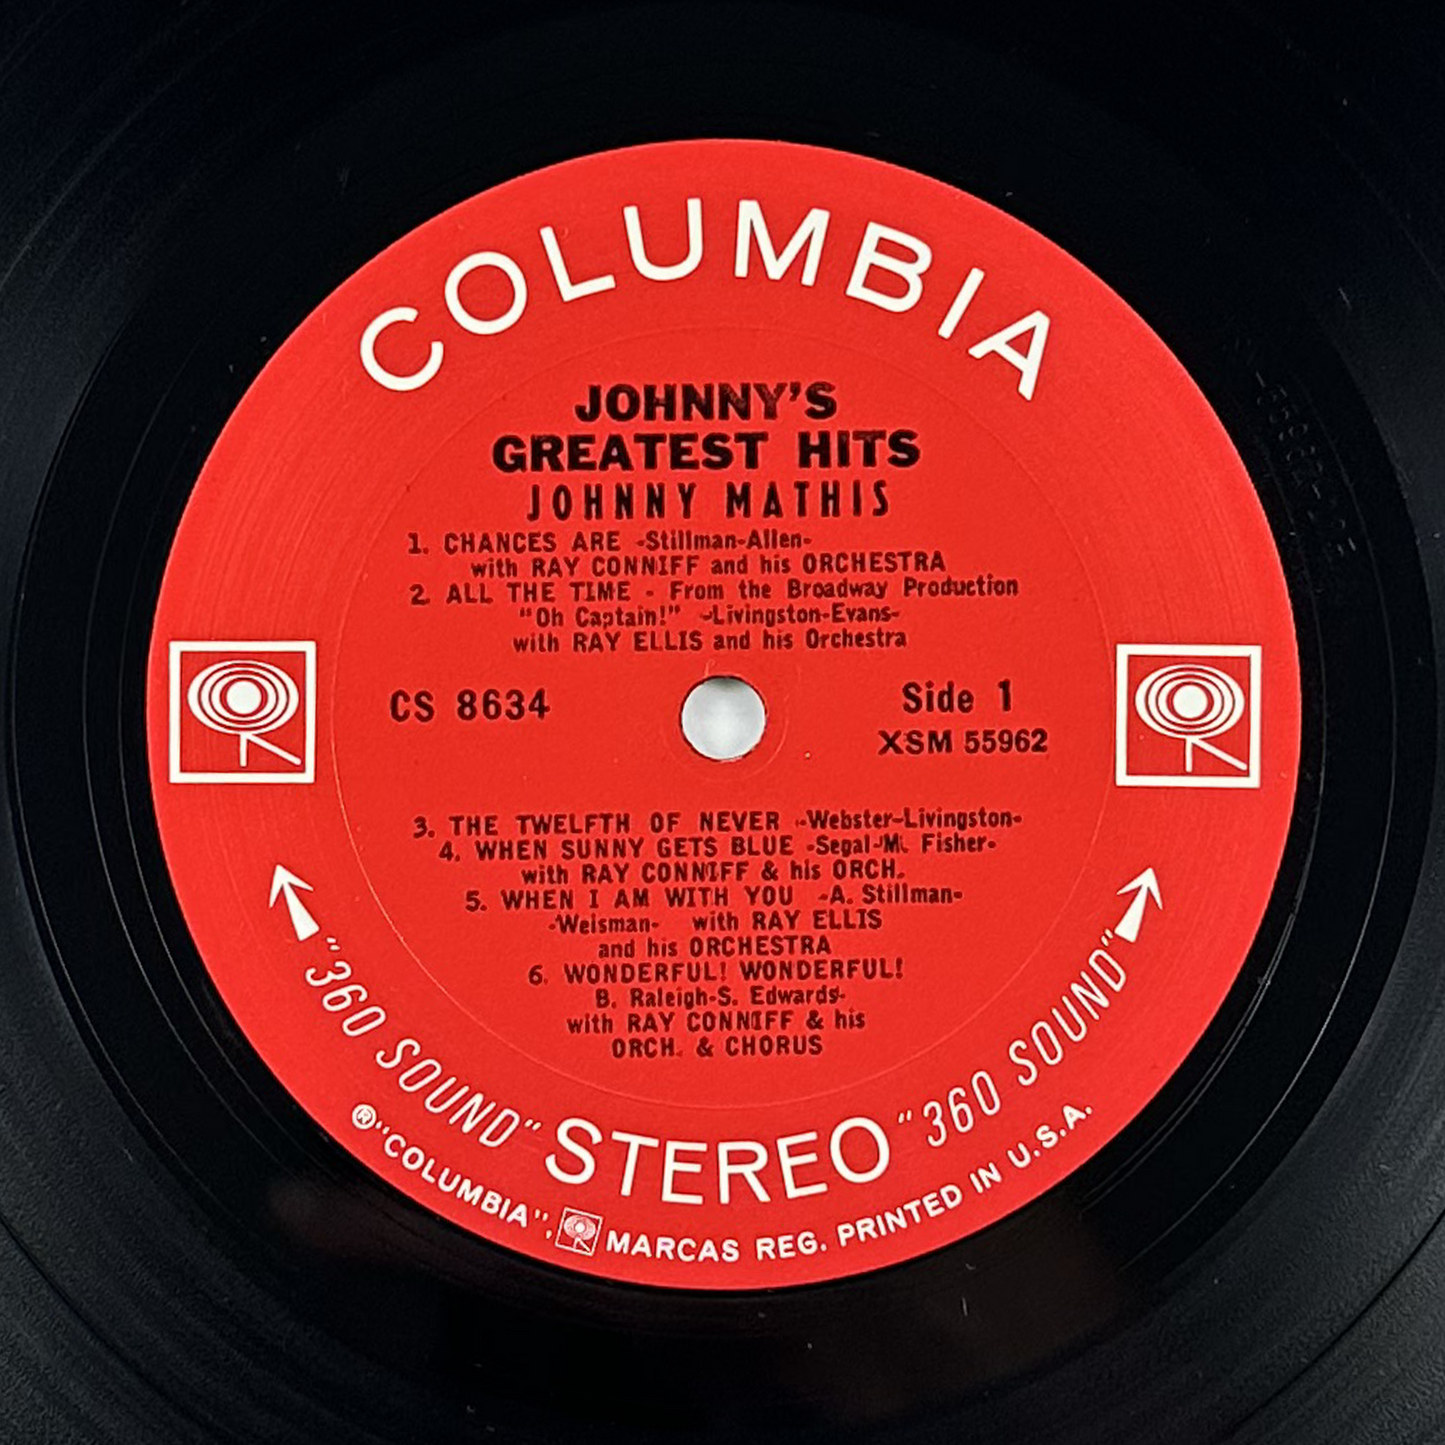 COLUMBIA
JOHNNY'S
GREATEST HITS
JOHNNY MATHIS
1. CHANCES ARE -Stillman-Allen-
with RAY CONNIFF and his ORCHESTRA
2. ALL THE TIME - From the Broadway Production
"Oh Captain!" -Livingston-Evans-
with RAY ELLIS and his Orchestra
CS 8634
Side 1
XSM 55962
3. THE TWELFTH OF NEVER -Webster-Livingston-
4. WHEN SUNNY GETS BLUE -Segal-M. Fisher-
with RAY CONNIFF & his ORCH.
5. WHEN I AM WITH YOU -A. Stillman-
-Weisman- with RAY ELLIS
and his ORCHESTRA
6. WONDERFUL! WONDERFUL!
B. Raleigh-S. Edwards-
with RAY CONNIFF & his
ORCH. & CHORUS
"360 SOUND" STEREO "360 SOUND"
® "COLUMBIA", MARCAS REG. PRINTED IN U.S.A.